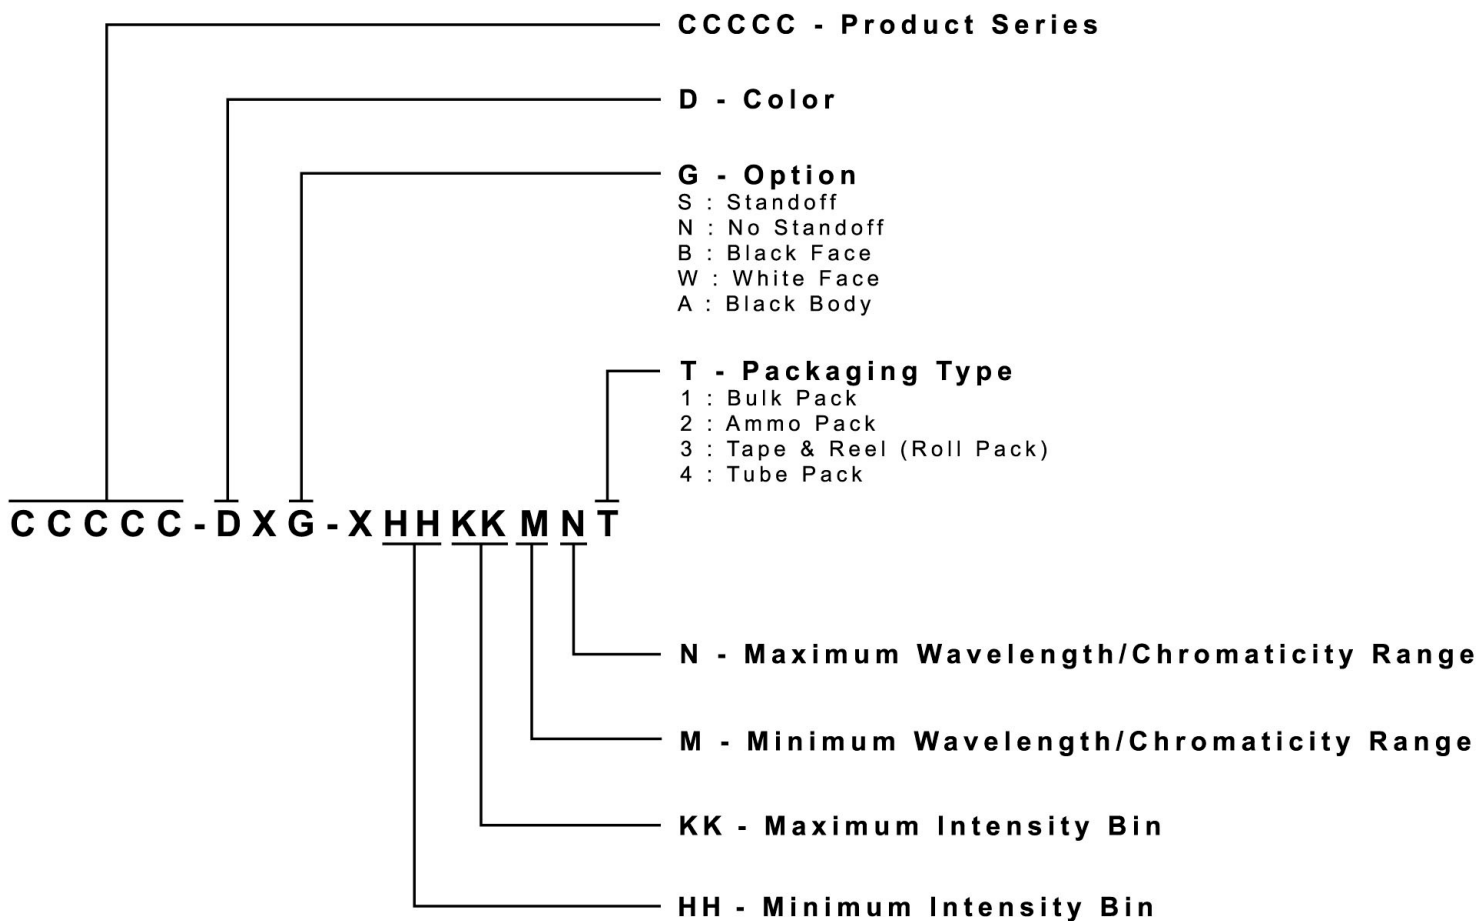 CCCCC - Product Series
D - Color
G - Option
S : Standoff
N : No Standoff
B : Black Face
W : White Face
A : Black Body
T - Packaging Type
1 : Bulk Pack
2 : Ammo Pack
3 : Tape & Reel (Roll Pack)
4 : Tube Pack
CCCCC-DXG-XHHKKMNT
N - Maximum Wavelength/Chromaticity Range
M - Minimum Wavelength/Chromaticity Range
KK - Maximum Intensity Bin
HH - Minimum Intensity Bin